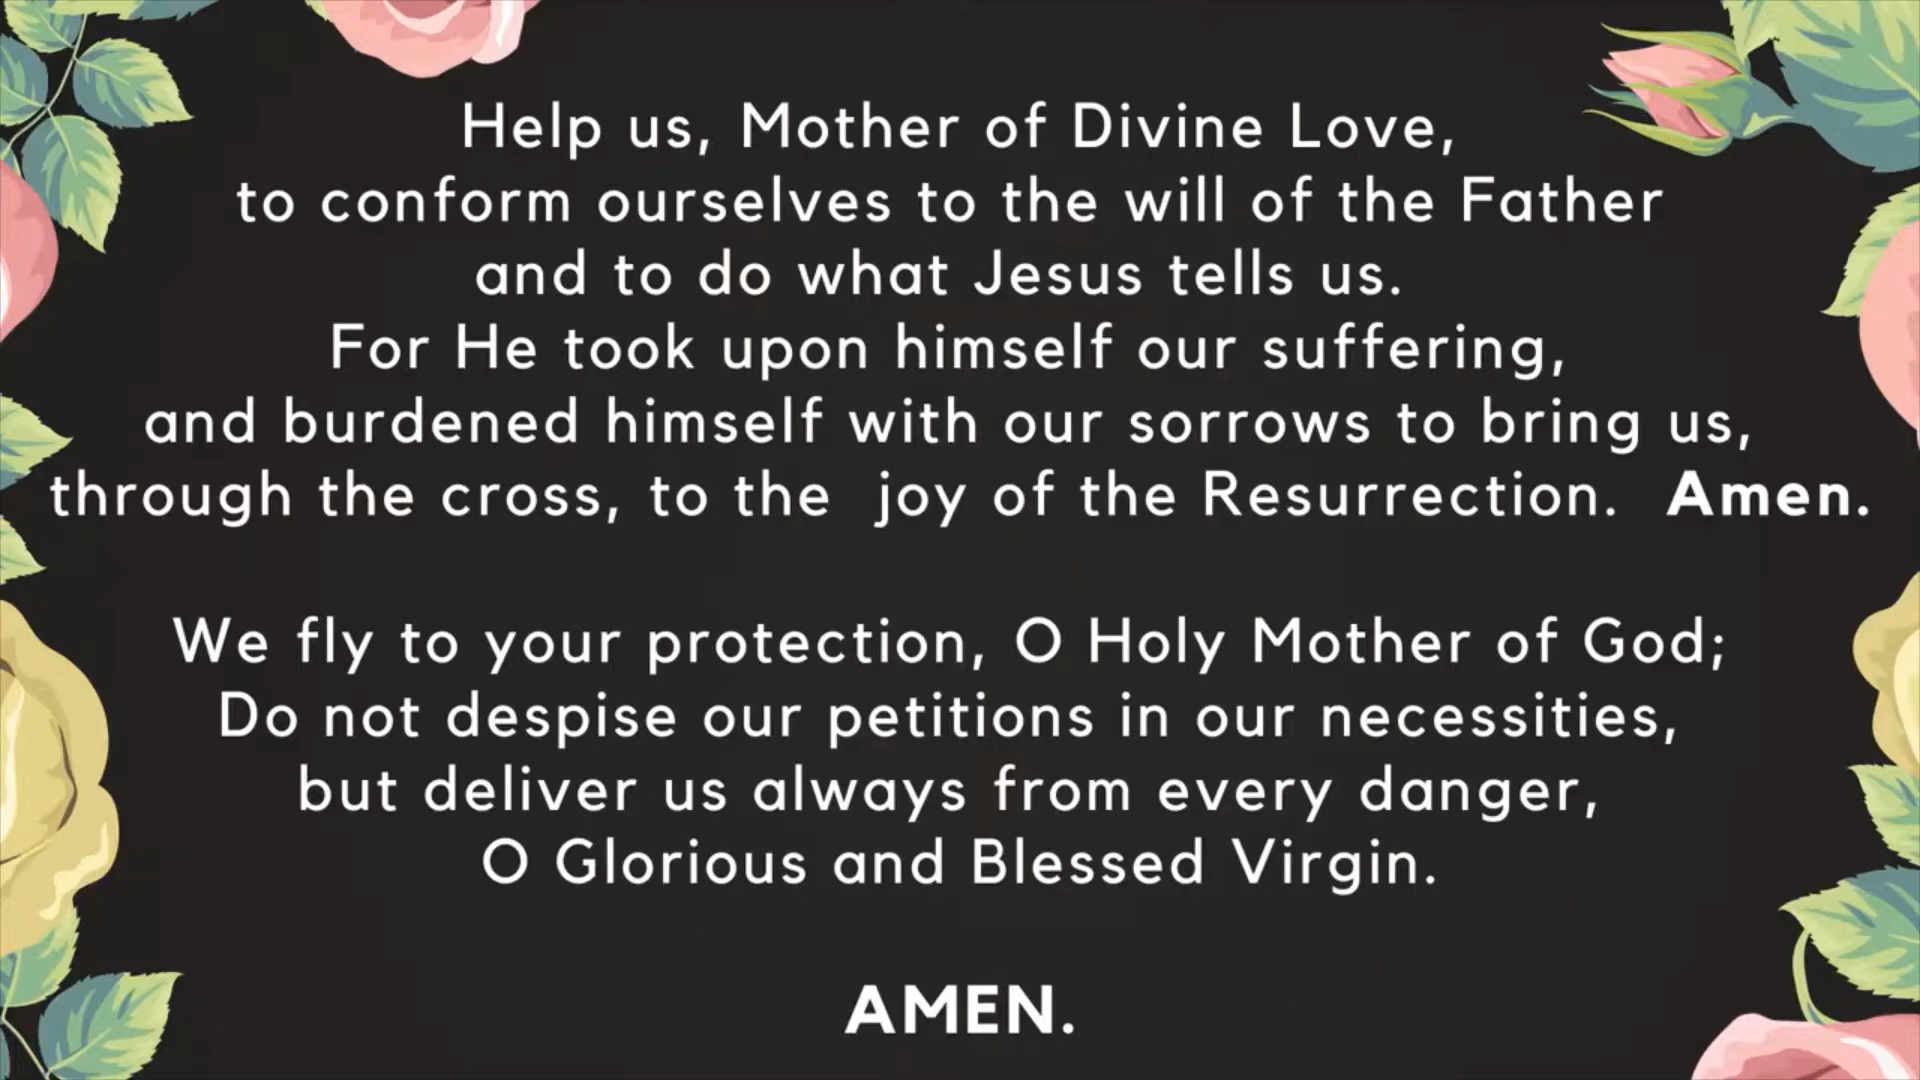 Help us, Mother of Divine Love,
to conform ourselves to the will of the Father
and to do what Jesus tells us.
For He took upon himself our suffering,
and burdened himself with our sorrows to bring us,
through the cross, to the joy of the Resurrection. Amen.
We fly to your protection, O Holy Mother of God;
Do not despise our petitions in our necessities,
but deliver us always from every danger,
O Glorious and Blessed Virgin.
AMEN.